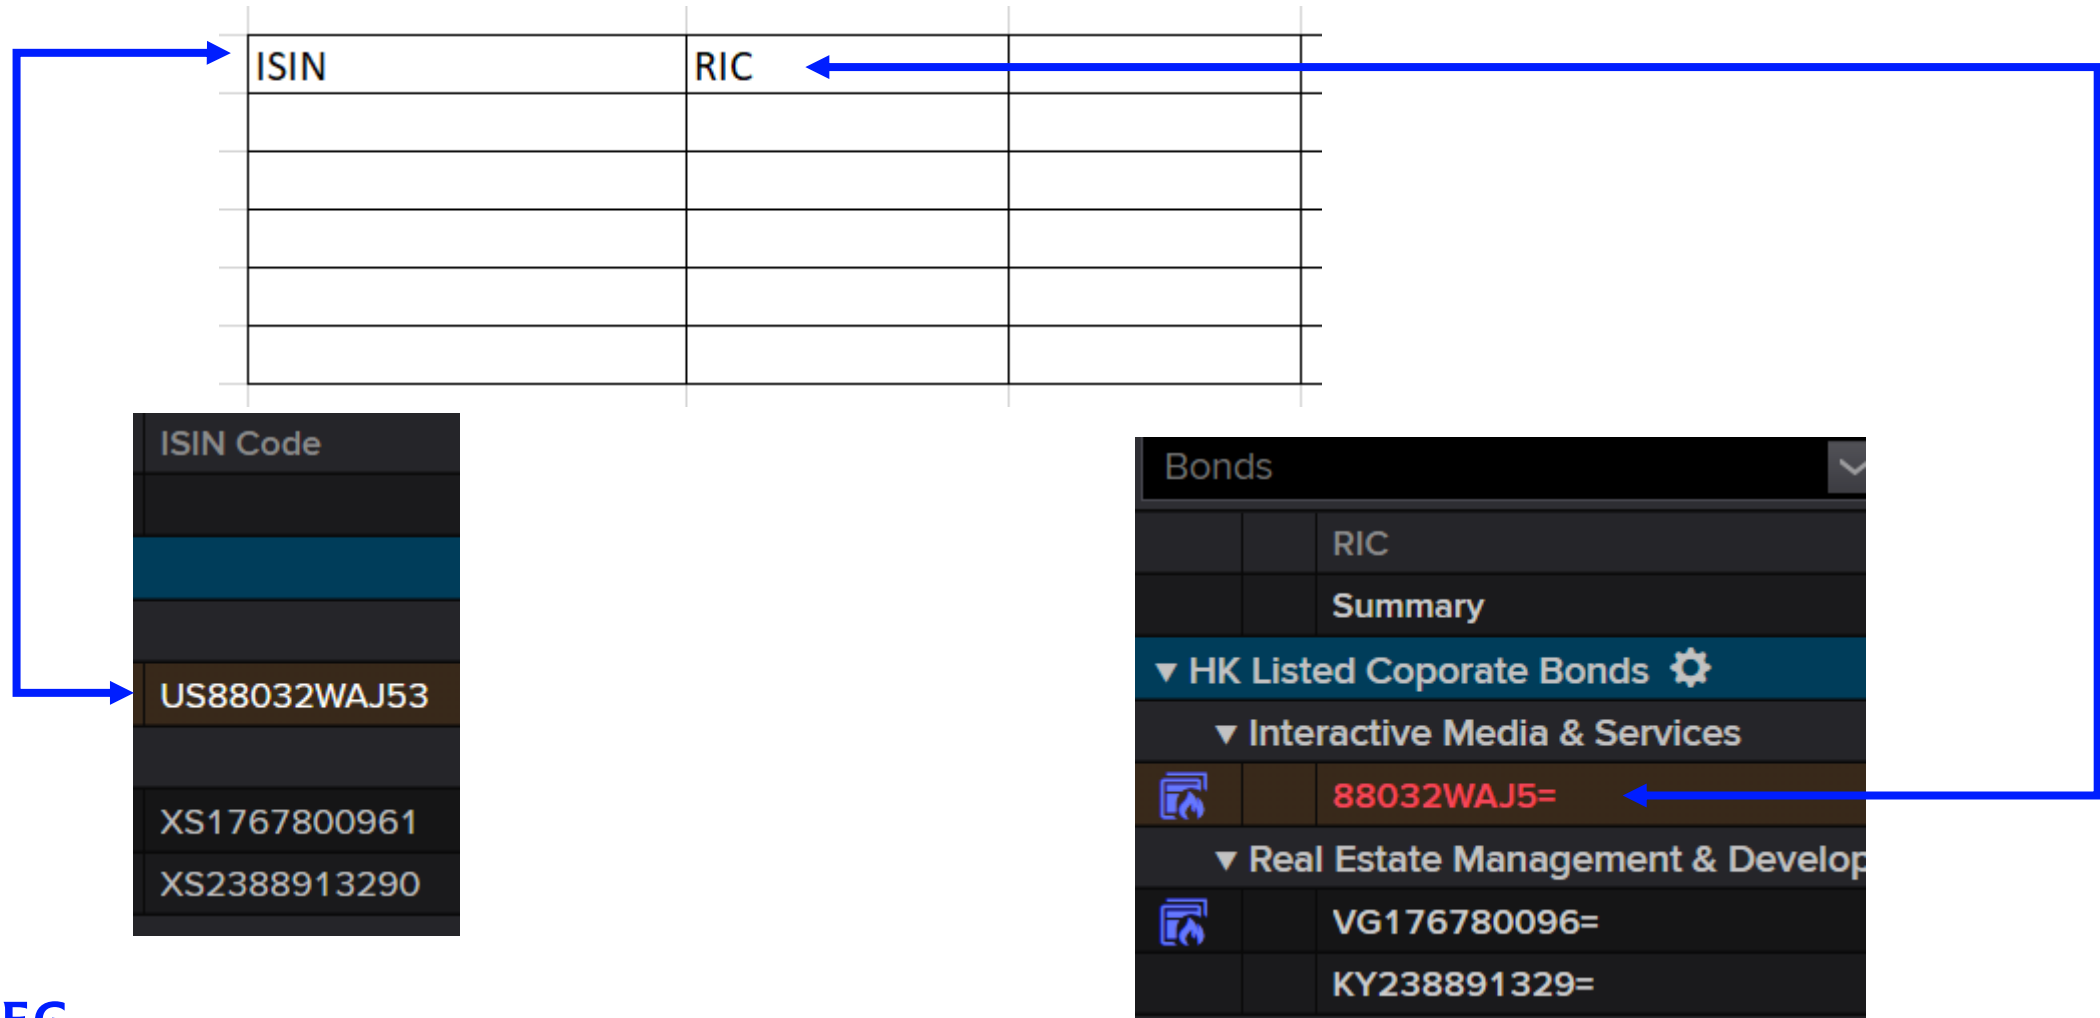 ISIN RIC
ISIN Code
US88032WAJ53
XS1767800961
XS2388913290
Bonds
RIC
Summary
HK Listed Coporate Bonds
Interactive Media & Services
88032WAJ5=
Real Estate Management & Develop
VG176780096=
KY238891329=